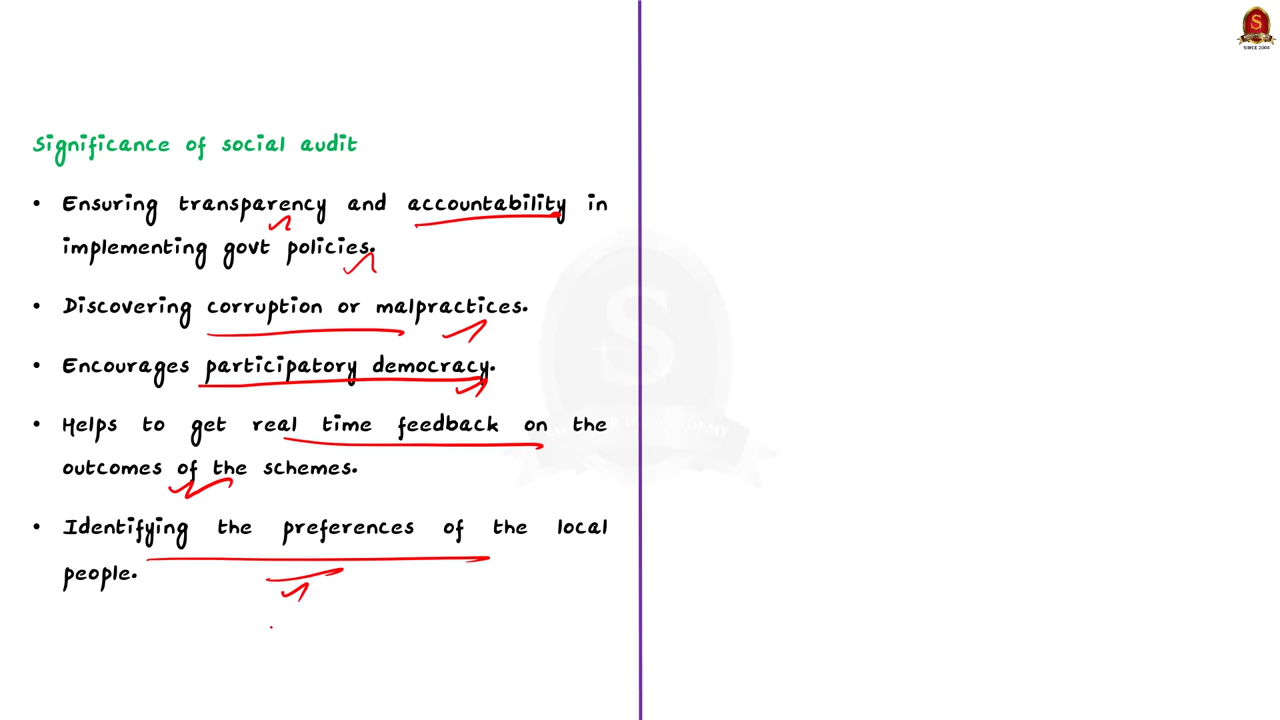 Significance of social audit
• Ensuring transparency and accountability in
implementing govt policies.
• Discovering corruption or malpractices.
• Encourages participatory democracy.
• Helps to get real time feedback on the
outcomes of the schemes.
• Identifying the preferences of the local
people.
S
SINCE 2004